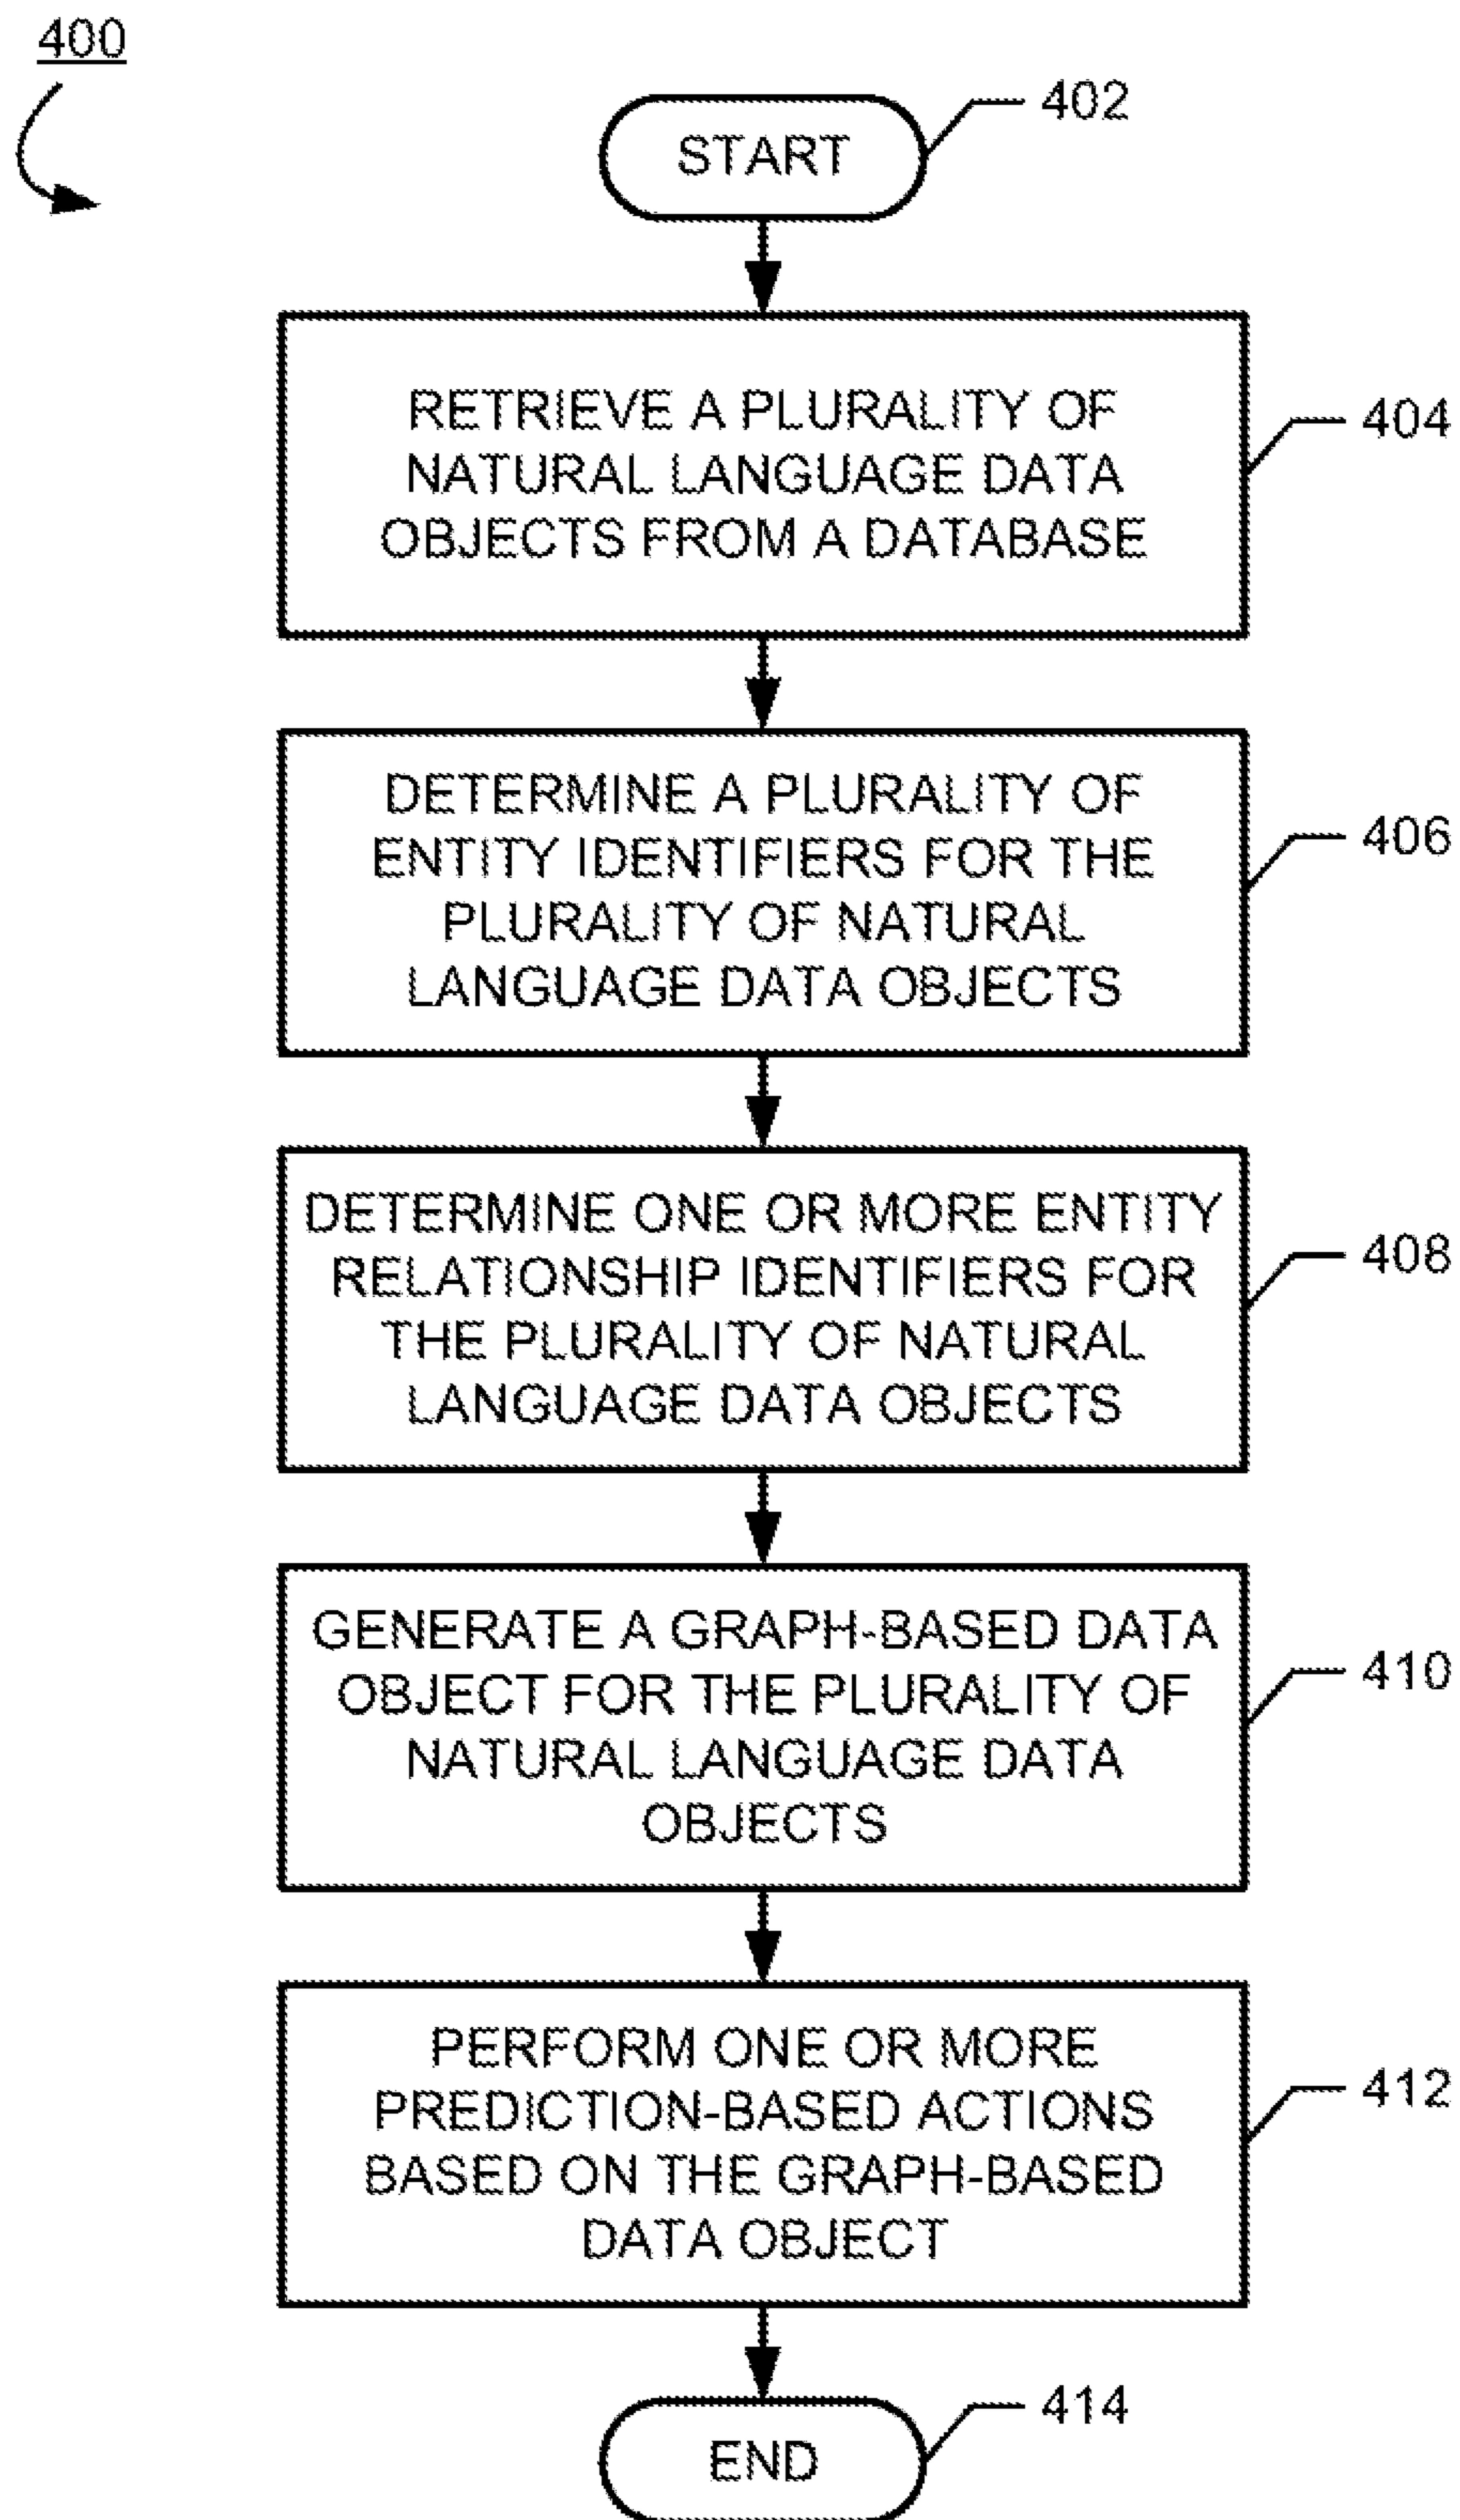 400
402
START
RETRIEVE A PLURALITY OF
NATURAL LANGUAGE DATA
OBJECTS FROM A DATABASE
404
DETERMINE A PLURALITY OF
ENTITY IDENTIFIERS FOR THE
PLURALITY OF NATURAL
LANGUAGE DATA OBJECTS
406
DETERMINE ONE OR MORE ENTITY
RELATIONSHIP IDENTIFIERS FOR
THE PLURALITY OF NATURAL
LANGUAGE DATA OBJECTS
408
GENERATE A GRAPH-BASED DATA
OBJECT FOR THE PLURALITY OF
NATURAL LANGUAGE DATA
OBJECTS
410
PERFORM ONE OR MORE
PREDICTION-BASED ACTIONS
BASED ON THE GRAPH-BASED
DATA OBJECT
412
414
END